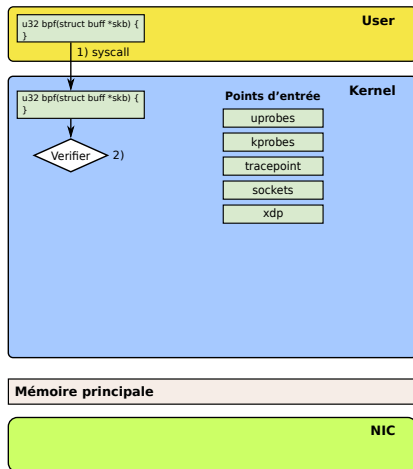 User
u32 bpf(struct buff *skb) {
}
1) syscall
Kernel
u32 bpf(struct buff *skb) {
}
Verifier
2)
Points d'entrée
uprobes
kprobes
tracepoint
sockets
xdp
Mémoire principale
NIC